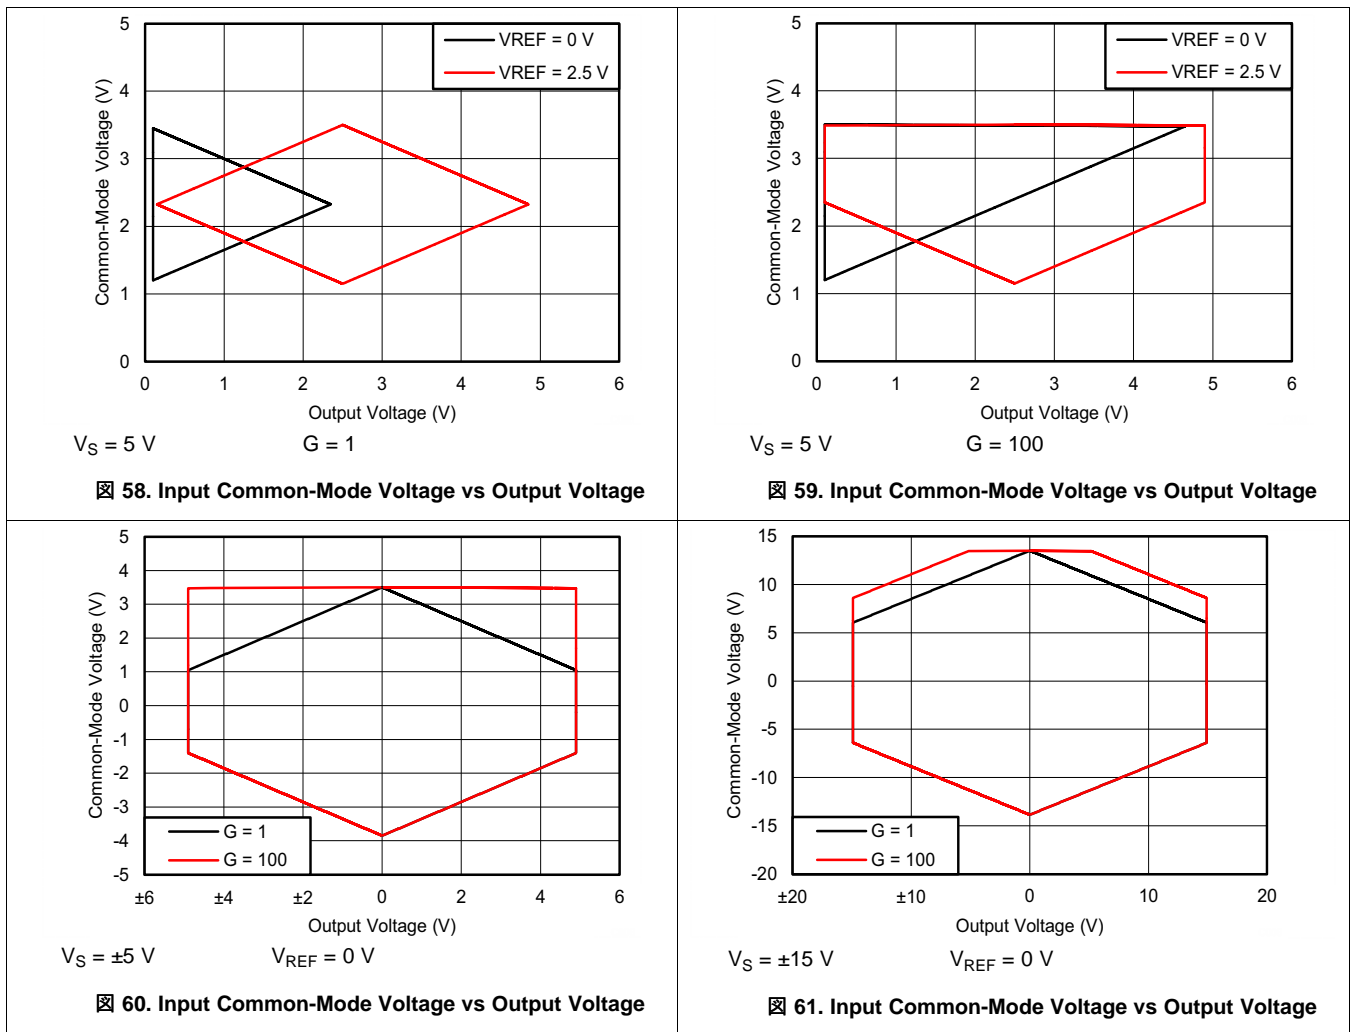 5
4
3
2
1
0
Common-Mode Voltage (V)
VREF = 0 V
VREF = 2.5 V
0 1 2 3 4 5 6
Output Voltage (V)
VS = 5 V G = 1
図 58. Input Common-Mode Voltage vs Output Voltage
5
4
3
2
1
0
Common-Mode Voltage (V)
VREF = 0 V
VREF = 2.5 V
0 1 2 3 4 5 6
Output Voltage (V)
VS = 5 V G = 100
図 59. Input Common-Mode Voltage vs Output Voltage
5
4
3
2
1
0
-1
-2
-3
-4
-5
Common-Mode Voltage (V)
G = 1
G = 100
±6 ±4 ±2 0 2 4 6
Output Voltage (V)
VS = ±5 V VREF = 0 V
図 60. Input Common-Mode Voltage vs Output Voltage
15
10
5
0
-5
-10
-15
-20
Common-Mode Voltage (V)
G = 1
G = 100
±20 ±10 0 10 20
Output Voltage (V)
VS = ±15 V VREF = 0 V
図 61. Input Common-Mode Voltage vs Output Voltage